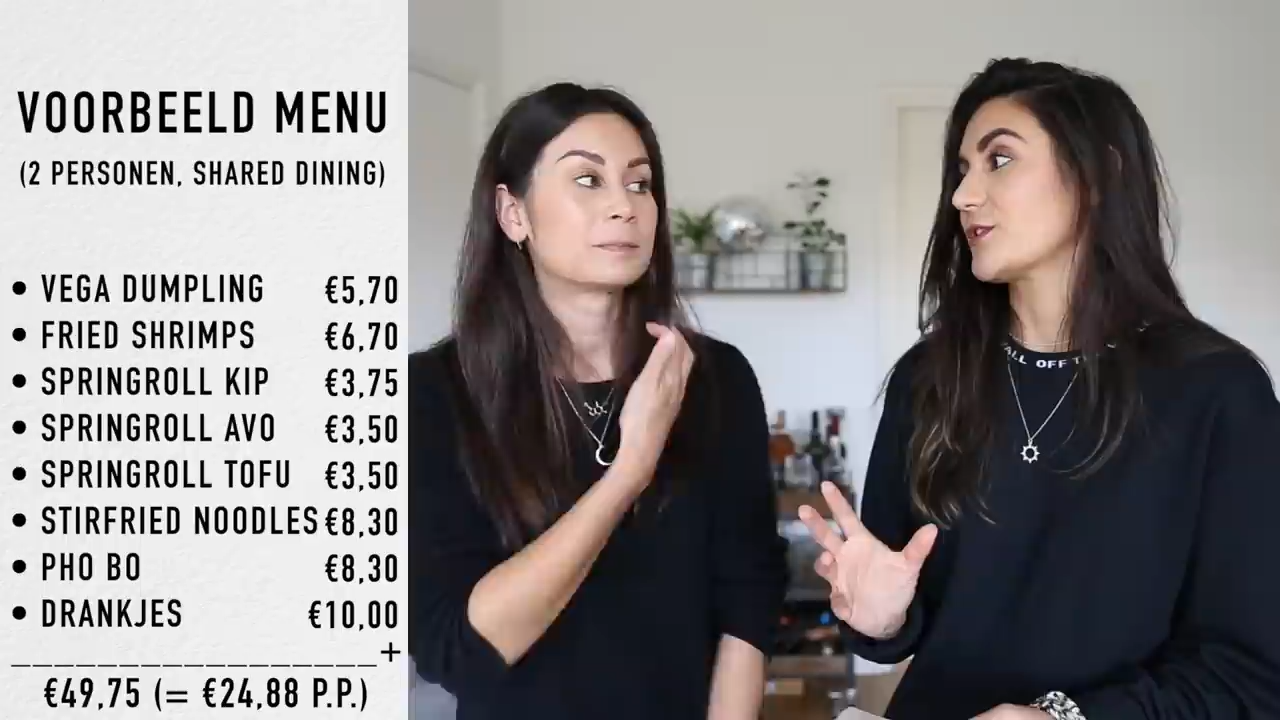 VOORBEELD MENU
(2 PERSONEN, SHARED DINING)
• VEGA DUMPLING €5,70
• FRIED SHRIMPS €6,70
• SPRINGROLL KIP €3,75
• SPRINGROLL AVO €3,50
• SPRINGROLL TOFU €3,50
• STIRFRIED NOODLES €8,30
• PHO BO €8,30
• DRANKJES €10,00
+
€49,75 (= €24,88 P.P.)
ALL OFF